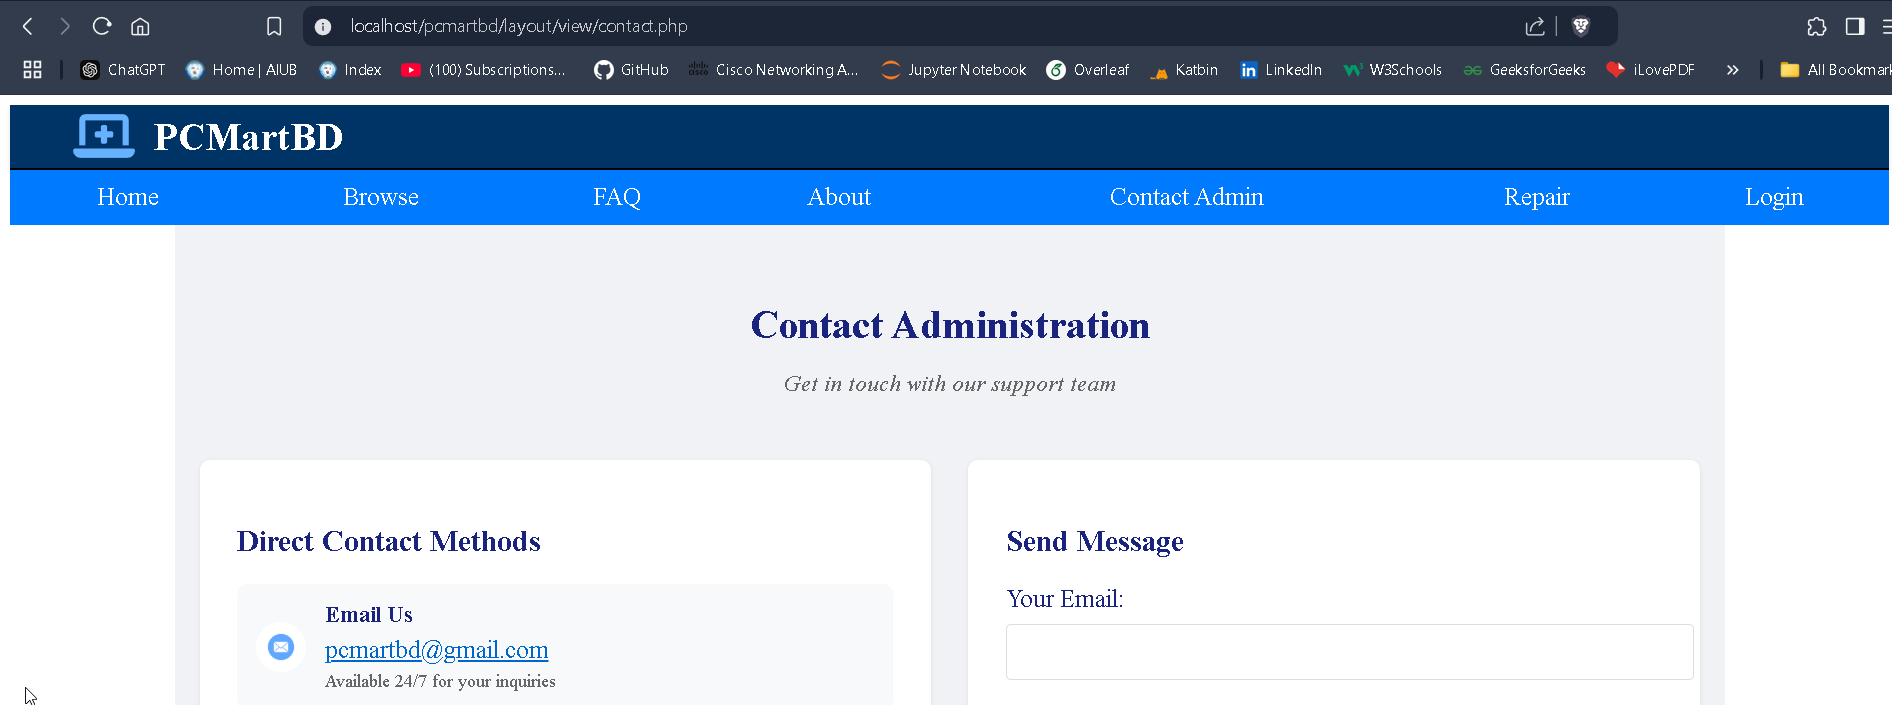 localhost/pcmartbd/layout/view/contact.php
ChatGPT Home | AIUB Index (100) Subscriptions... GitHub Cisco Networking A... Jupyter Notebook Overleaf Katbin LinkedIn W3Schools GeeksforGeeks iLovePDF » All Bookmark
PCMartBD
Home Browse FAQ About Contact Admin Repair Login
Contact Administration
Get in touch with our support team
Direct Contact Methods
Email Us
pcmartbd@gmail.com
Available 24/7 for your inquiries
Send Message
Your Email: